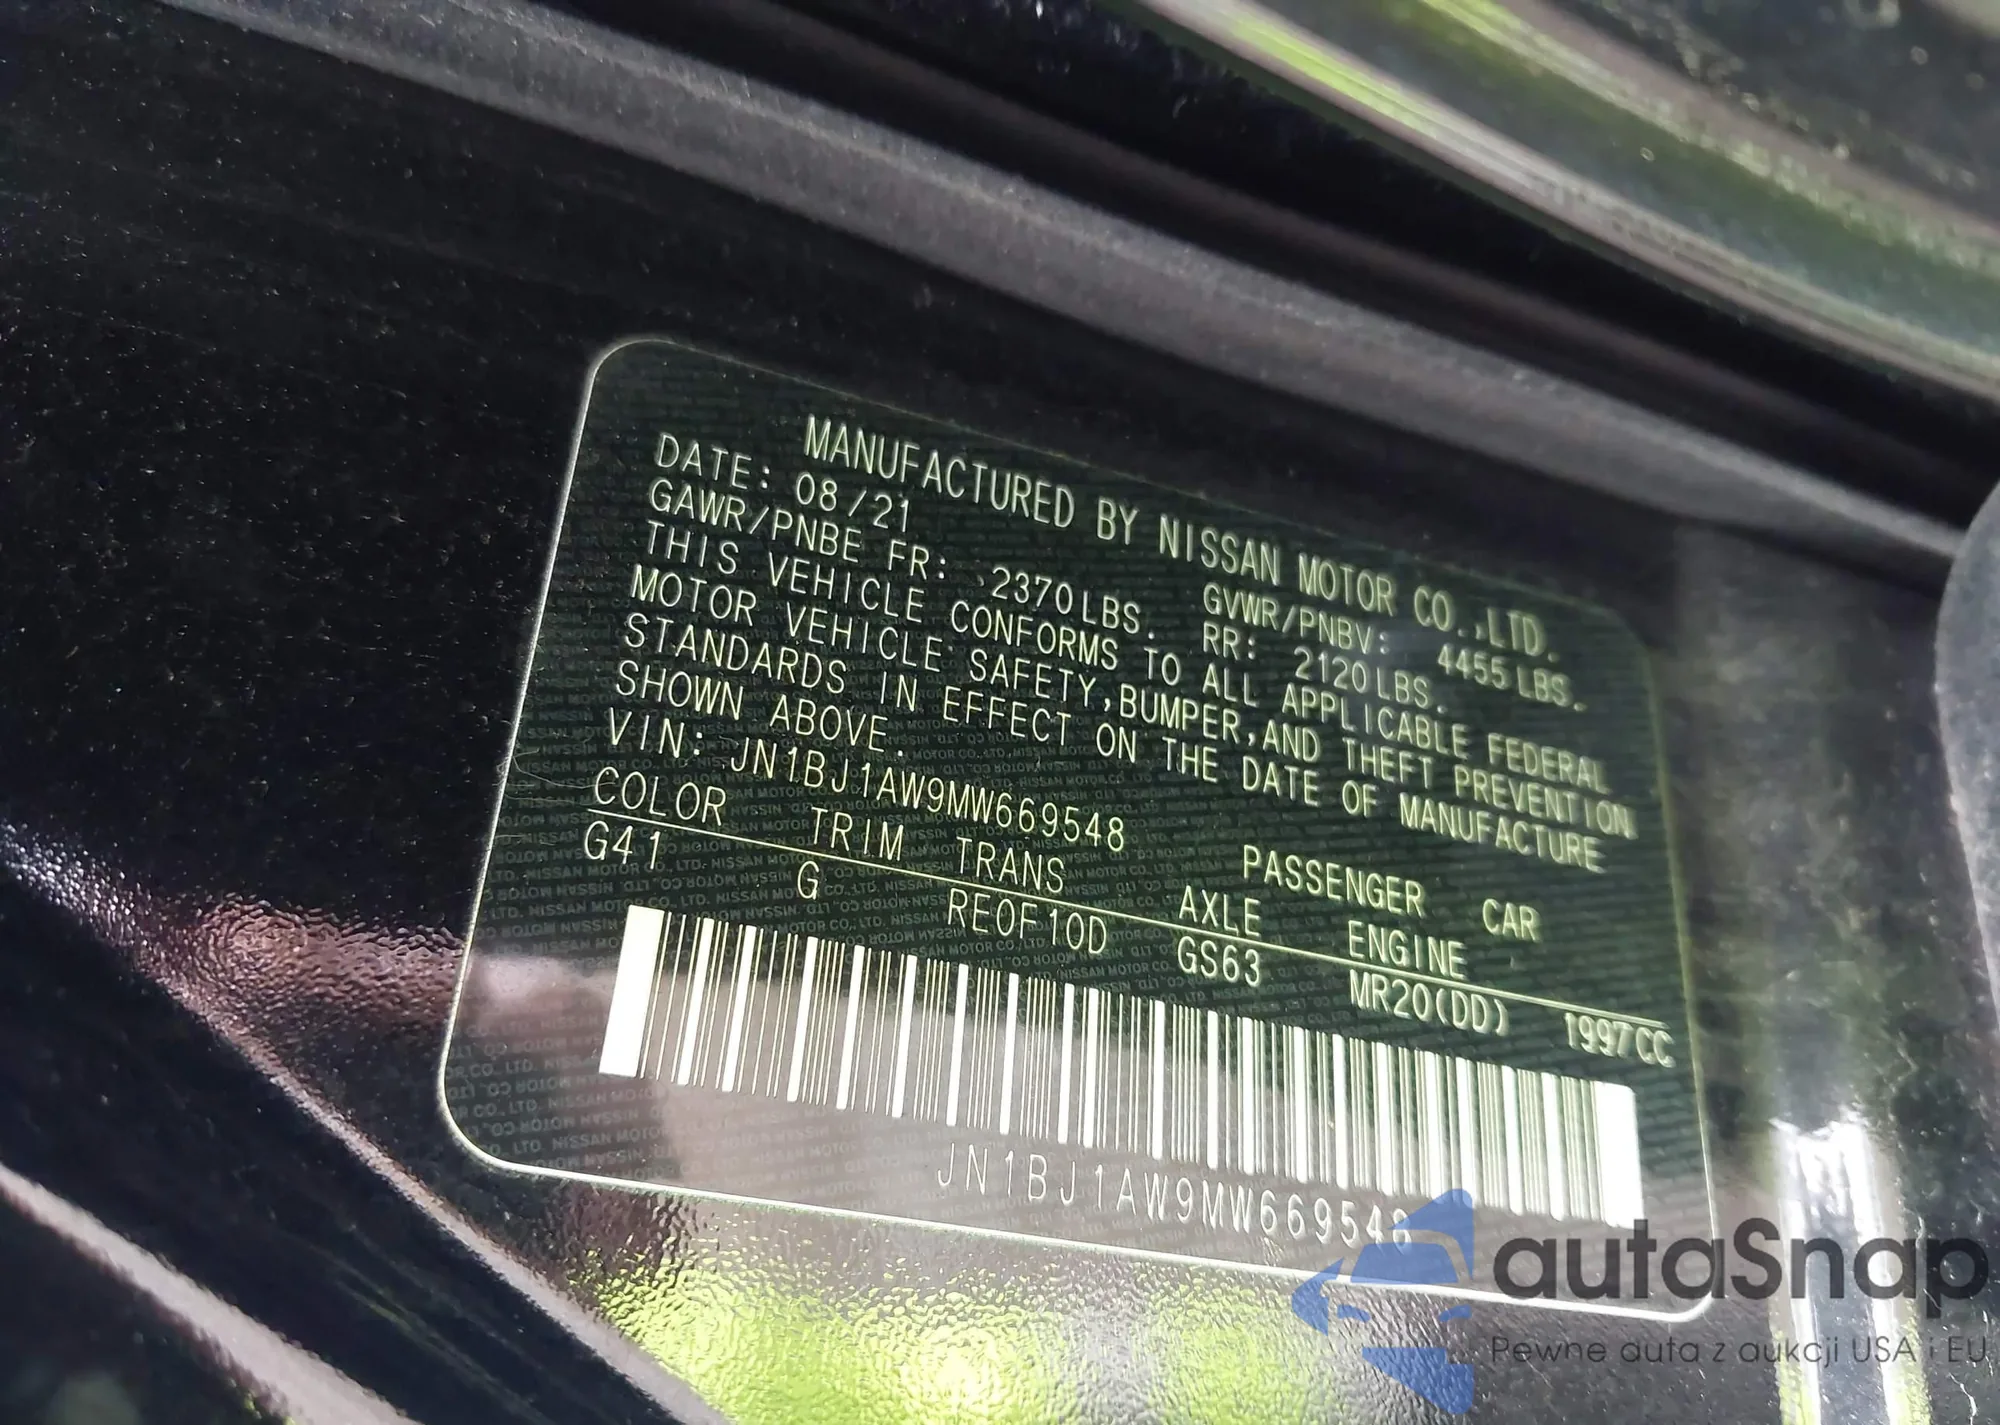 MANUFACTURED BY NISSAN MOTOR CO.,LTD.
DATE: 08/21 GVWR/PNBV: 4455LBS.
GAWR/PNBE FR: 2370LBS. RR: 2120LBS.
THIS VEHICLE CONFORMS TO ALL APPLICABLE FEDERAL
MOTOR VEHICLE SAFETY,BUMPER,AND THEFT PREVENTION
STANDARDS IN EFFECT ON THE DATE OF MANUFACTURE
SHOWN ABOVE.
VIN: JN1BJ1AW9MW669548 PASSENGER CAR
COLOR TRIM TRANS AXLE ENGINE
G41 G RE0F10D GS63 MR20(DD) 1997CC
JN1BJ1AW9MW669548
autaSnap
Pewne auta z aukcji USA i EU